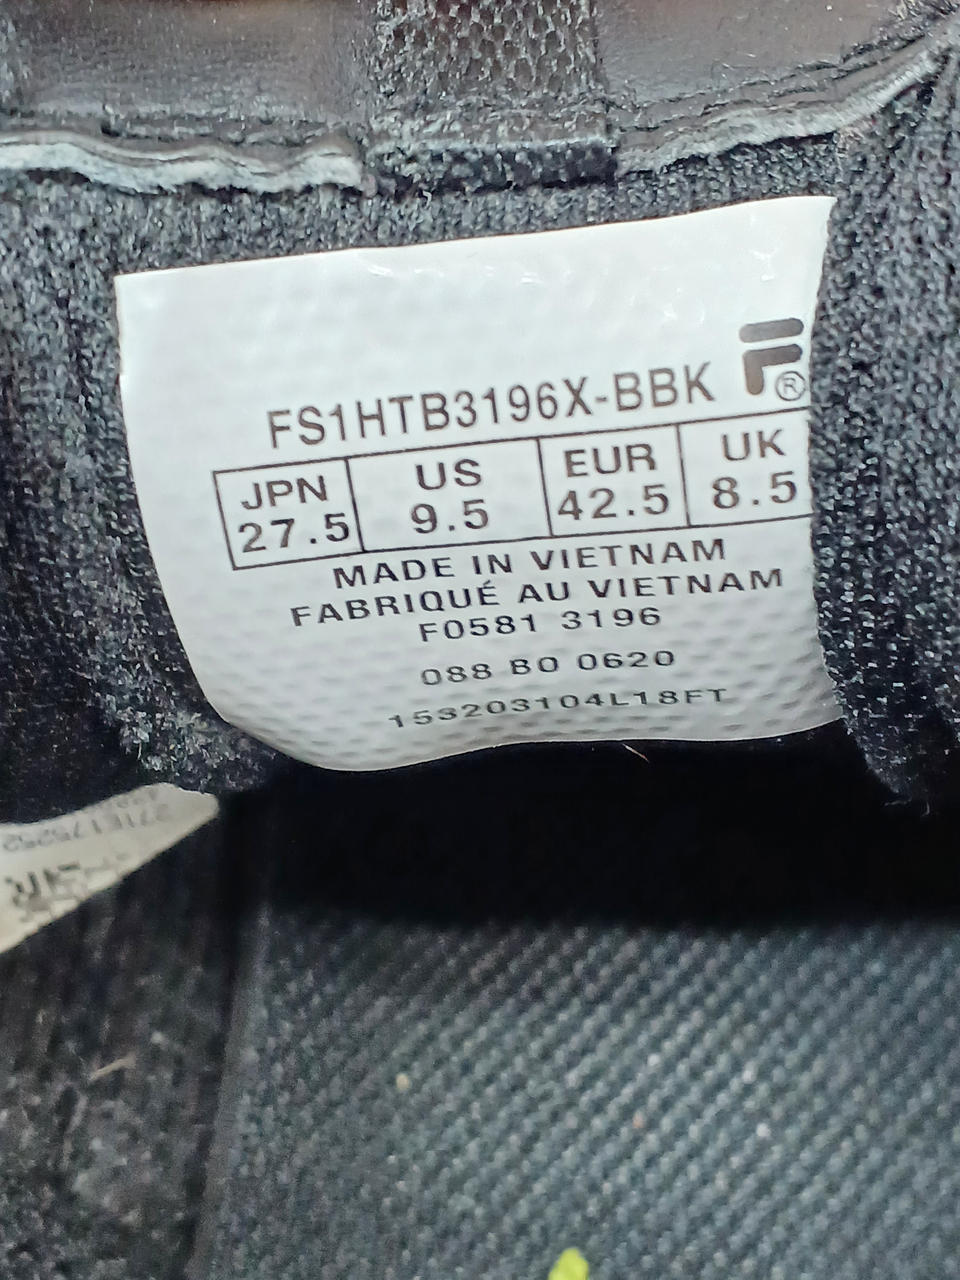 FS1HTB3196X-BBK F®
JPN US EUR UK
27.5 9.5 42.5 8.5
MADE IN VIETNAM
FABRIQUÉ AU VIETNAM
F0581 3196
088 BO 0620
153203104L18FT